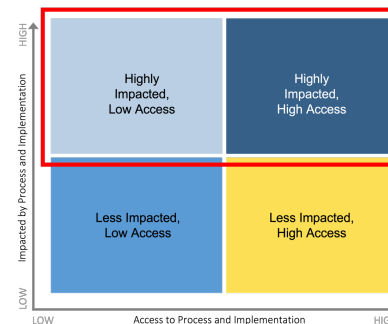 HIGH
Impacted by Process and Implementation
LOW
Highly
Impacted,
Low Access
Highly
Impacted,
High Access
Less Impacted,
Low Access
Less Impacted,
High Access
LOW
Access to Process and Implementation
HIG